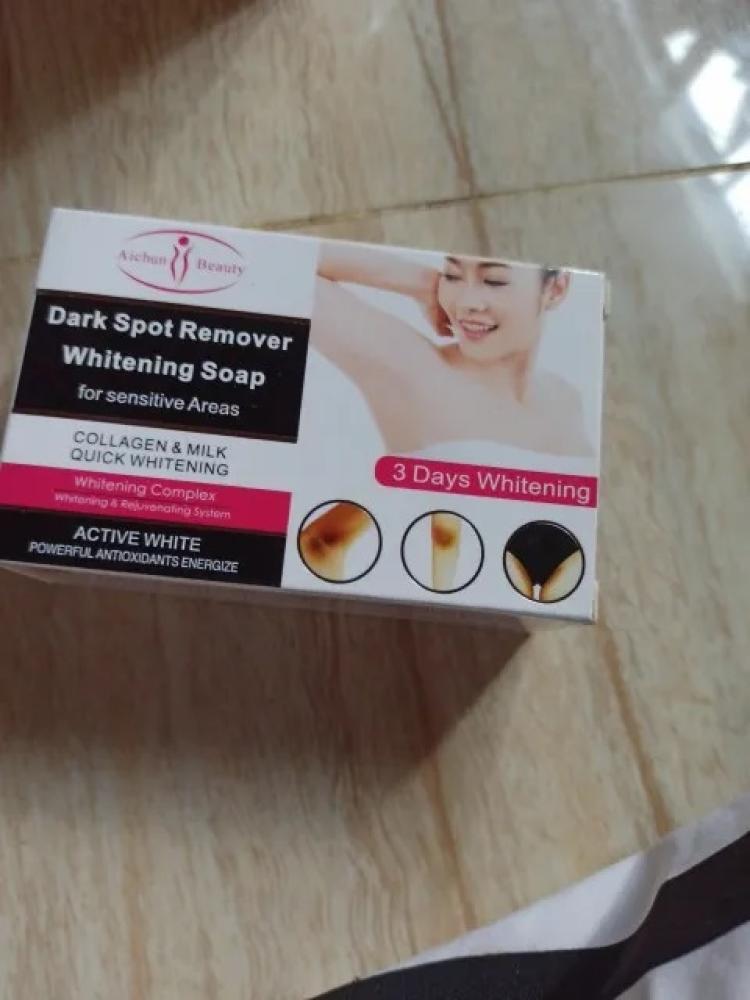 Aichun Beauty
Dark Spot Remover
Whitening Soap
for sensitive Areas
COLLAGEN & MILK
QUICK WHITENING
Whitening Complex
Whitening & Rejuvenating System
ACTIVE WHITE
POWERFUL ANTIOXIDANTS ENERGIZE
3 Days Whitening